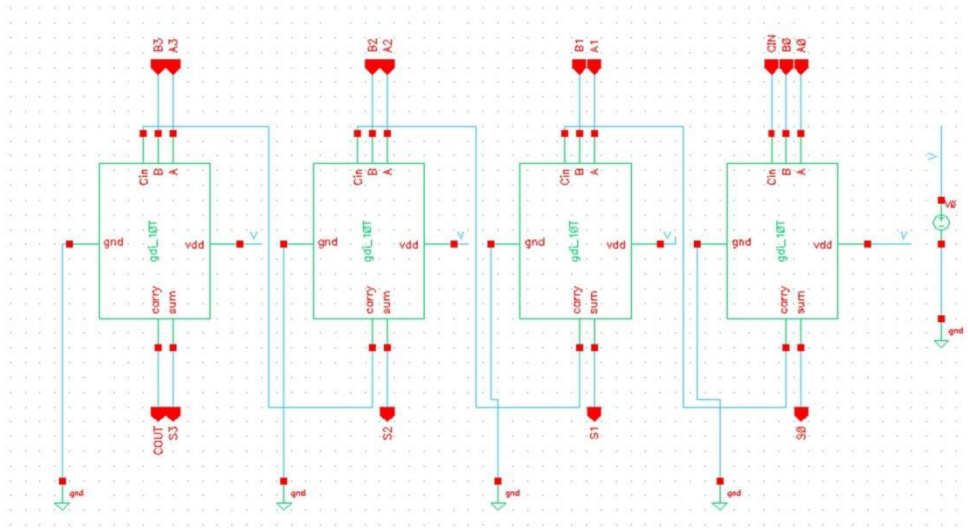 B3 A3 B2 A2 B1 A1 CIN B0 A0
Cin B A Cin B A Cin B A Cin B A
V
V0
gnd gdi_10T vdd V gnd gdi_10T vdd V gnd gdi_10T vdd V gnd gdi_10T vdd V
carry sum carry sum carry sum carry sum
gnd
COUT S3 S2 S1 S0
gnd gnd gnd gnd